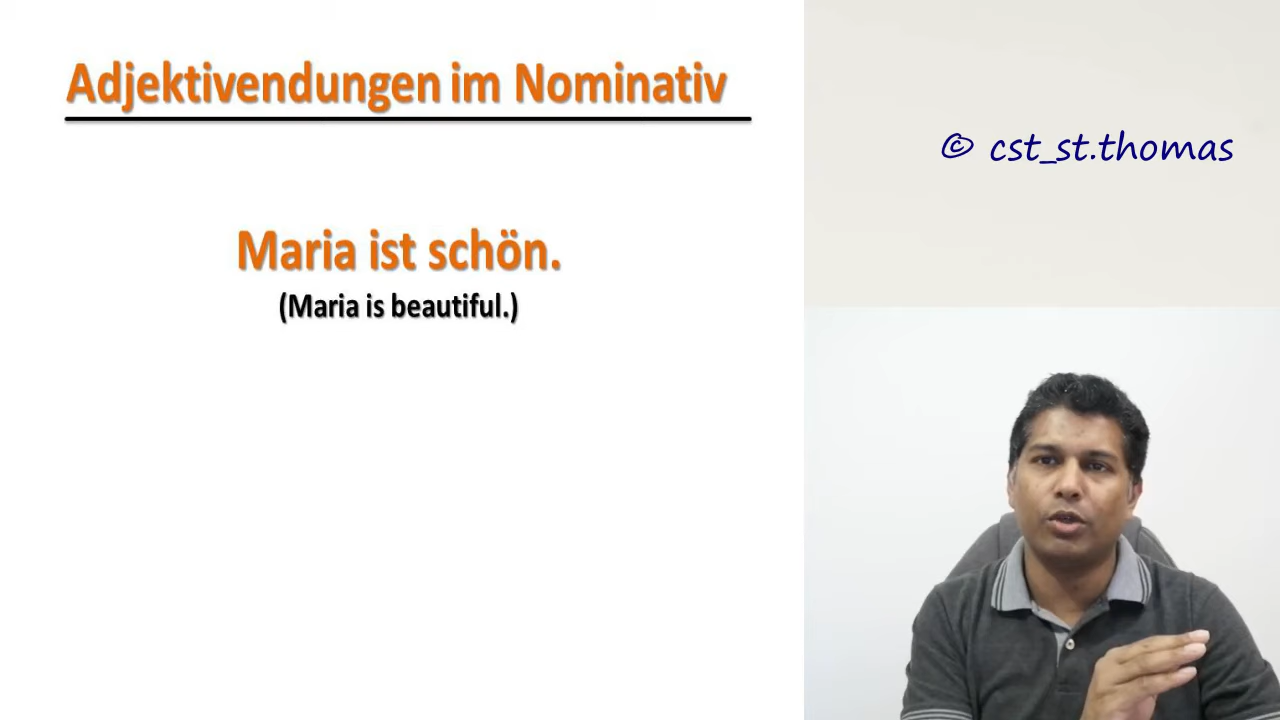 Adjektivendungen im Nominativ
© cst_st.thomas
Maria ist schön.
(Maria is beautiful.)